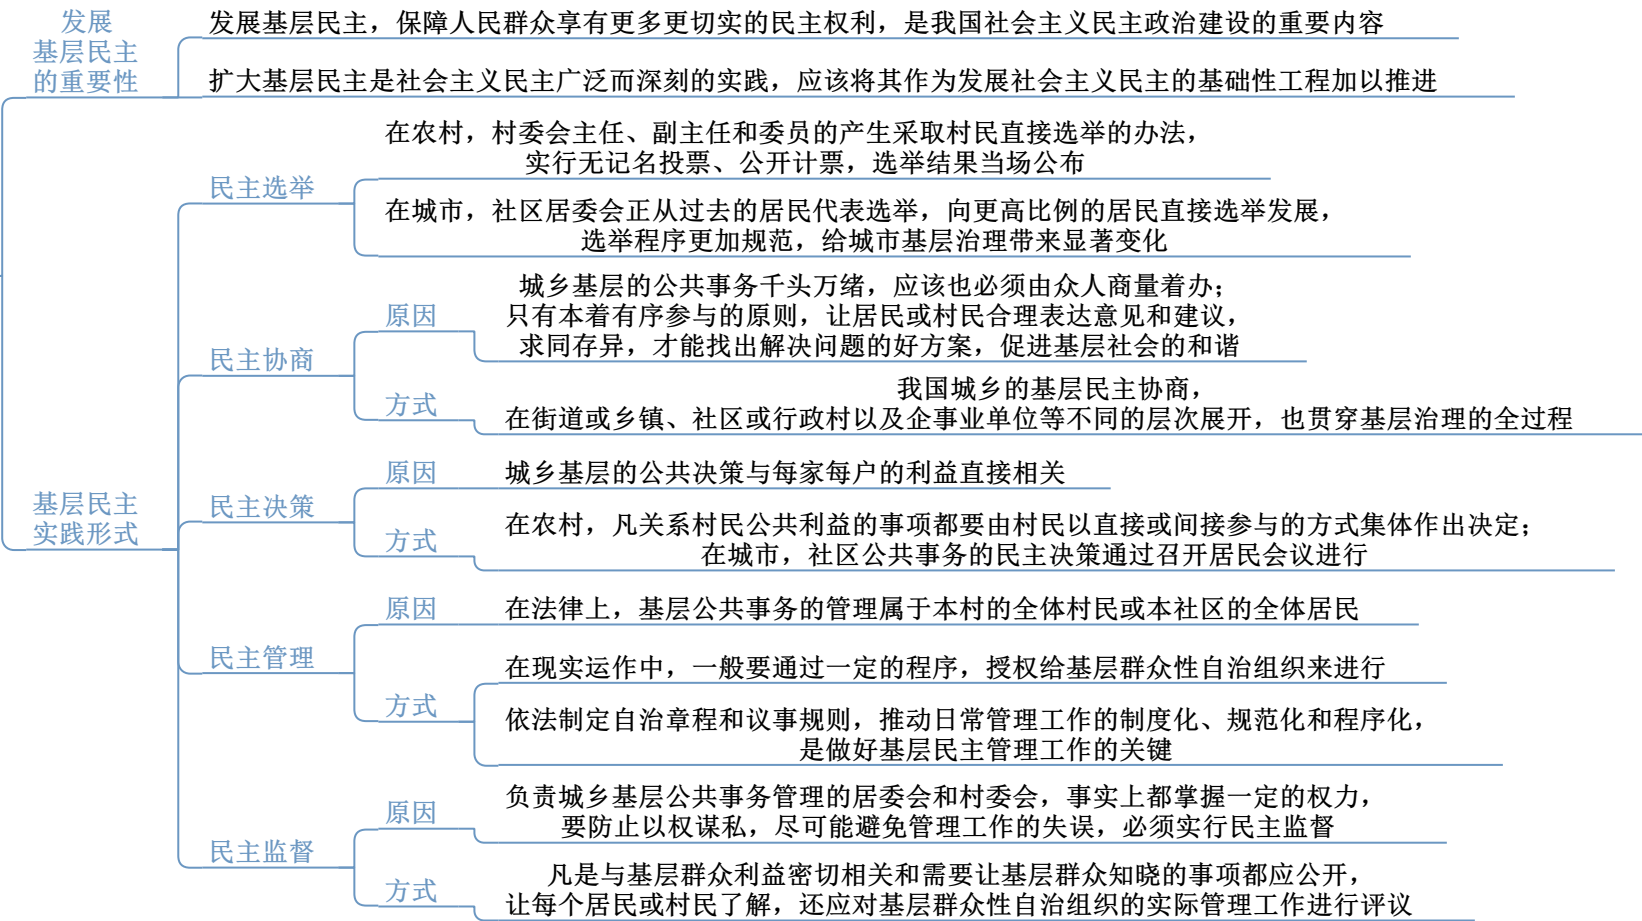 发展
基层民主
的重要性
发展基层民主，保障人民群众享有更多更切实的民主权利，是我国社会主义民主政治建设的重要内容
扩大基层民主是社会主义民主广泛而深刻的实践，应该将其作为发展社会主义民主的基础性工程加以推进
基层民主
实践形式
民主选举
在农村，村委会主任、副主任和委员的产生采取村民直接选举的办法，
实行无记名投票、公开计票，选举结果当场公布
在城市，社区居委会正从过去的居民代表选举，向更高比例的居民直接选举发展，
选举程序更加规范，给城市基层治理带来显著变化
民主协商
原因
城乡基层的公共事务千头万绪，应该也必须由众人商量着办；
只有本着有序参与的原则，让居民或村民合理表达意见和建议，
求同存异，才能找出解决问题的好方案，促进基层社会的和谐
方式
我国城乡的基层民主协商，
在街道或乡镇、社区或行政村以及企事业单位等不同的层次展开，也贯穿基层治理的全过程
民主决策
原因
城乡基层的公共决策与每家每户的利益直接相关
方式
在农村，凡关系村民公共利益的事项都要由村民以直接或间接参与的方式集体作出决定；
在城市，社区公共事务的民主决策通过召开居民会议进行
民主管理
原因
在法律上，基层公共事务的管理属于本村的全体村民或本社区的全体居民
方式
在现实运作中，一般要通过一定的程序，授权给基层群众性自治组织来进行
依法制定自治章程和议事规则，推动日常管理工作的制度化、规范化和程序化，
是做好基层民主管理工作的关键
民主监督
原因
负责城乡基层公共事务管理的居委会和村委会，事实上都掌握一定的权力，
要防止以权谋私，尽可能避免管理工作的失误，必须实行民主监督
方式
凡是与基层群众利益密切相关和需要让基层群众知晓的事项都应公开，
让每个居民或村民了解，还应对基层群众性自治组织的实际管理工作进行评议